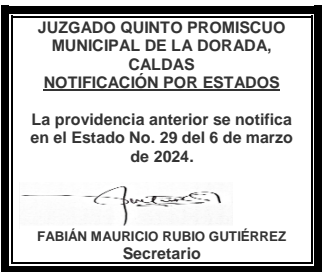 JUZGADO QUINTO PROMISCUO
MUNICIPAL DE LA DORADA,
CALDAS
NOTIFICACIÓN POR ESTADOS
La providencia anterior se notifica
en el Estado No. 29 del 6 de marzo
de 2024.
FABIÁN MAURICIO RUBIO GUTIÉRREZ
Secretario